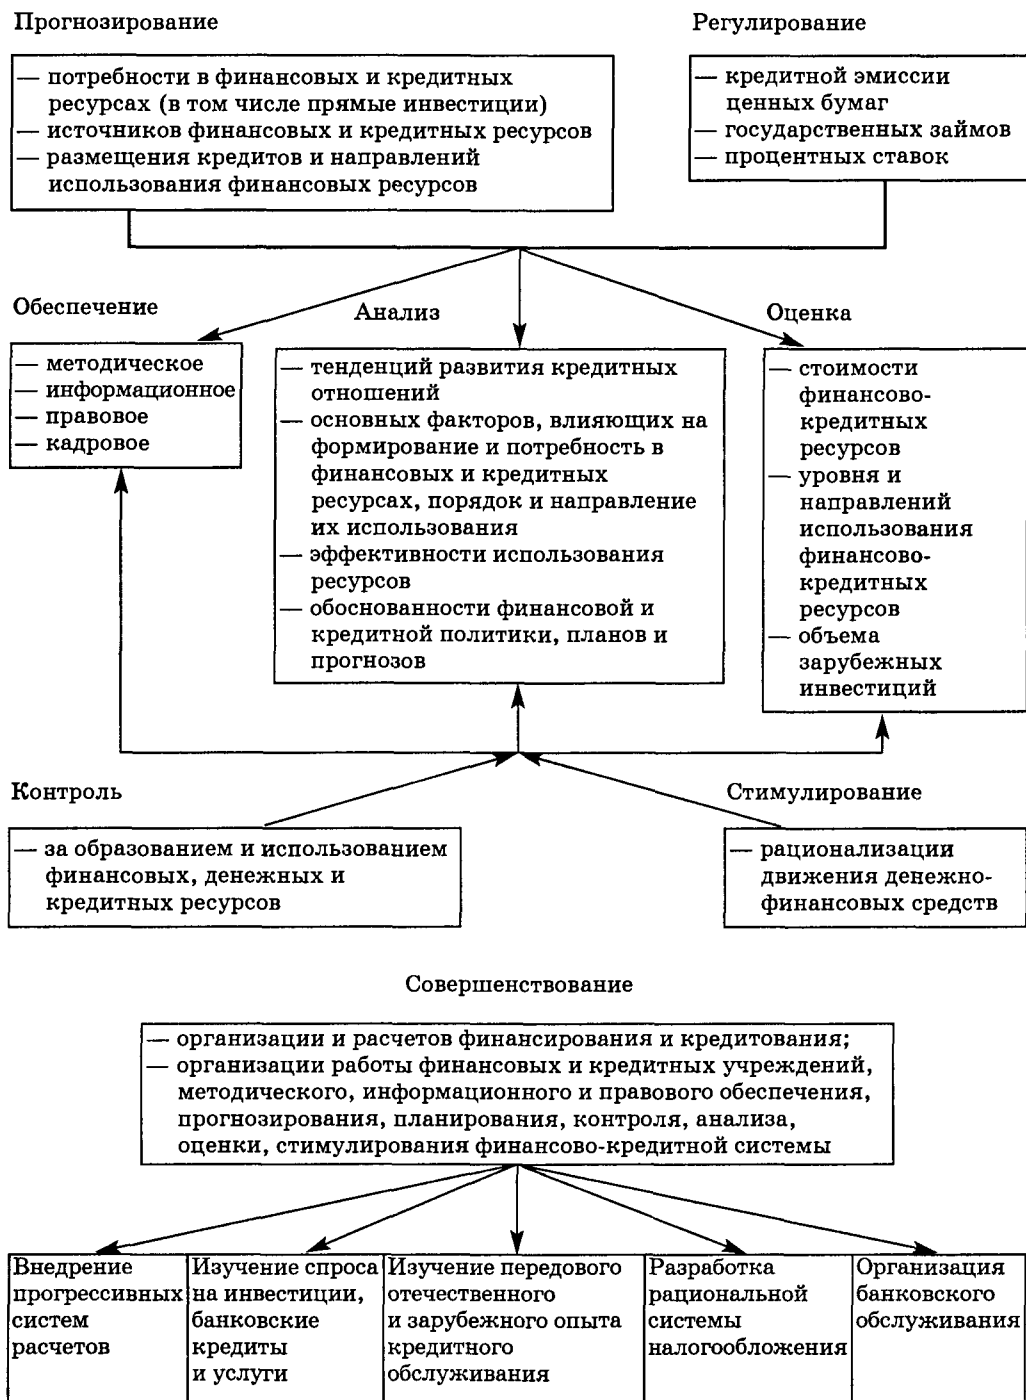 Прогнозирование
— потребности в финансовых и кредитных
ресурсах (в том числе прямые инвестиции)
— источников финансовых и кредитных ресурсов
— размещения кредитов и направлений
использования финансовых ресурсов
Регулирование
— кредитной эмиссии
ценных бумаг
— государственных займов
— процентных ставок
Обеспечение
— методическое
— информационное
— правовое
— кадровое
Анализ
— тенденций развития кредитных
отношений
— основных факторов, влияющих на
формирование и потребность в
финансовых и кредитных
ресурсах, порядок и направление
их использования
— эффективности использования
ресурсов
— обоснованности финансовой и
кредитной политики, планов и
прогнозов
Оценка
— стоимости
финансово-
кредитных
ресурсов
— уровня и
направлений
использования
финансово-
кредитных
ресурсов
— объема
зарубежных
инвестиций
Контроль
— за образованием и использованием
финансовых, денежных и
кредитных ресурсов
Стимулирование
— рационализации
движения денежно-
финансовых средств
Совершенствование
— организации и расчетов финансирования и кредитования;
— организации работы финансовых и кредитных учреждений,
методического, информационного и правового обеспечения,
прогнозирования, планирования, контроля, анализа,
оценки, стимулирования финансово-кредитной системы
Внедрение
прогрессивных
систем
расчетов
Изучение спроса
на инвестиции,
банковские
кредиты
и услуги
Изучение передового
отечественного
и зарубежного опыта
кредитного
обслуживания
Разработка
рациональной
системы
налогообложения
Организация
банковского
обслуживания